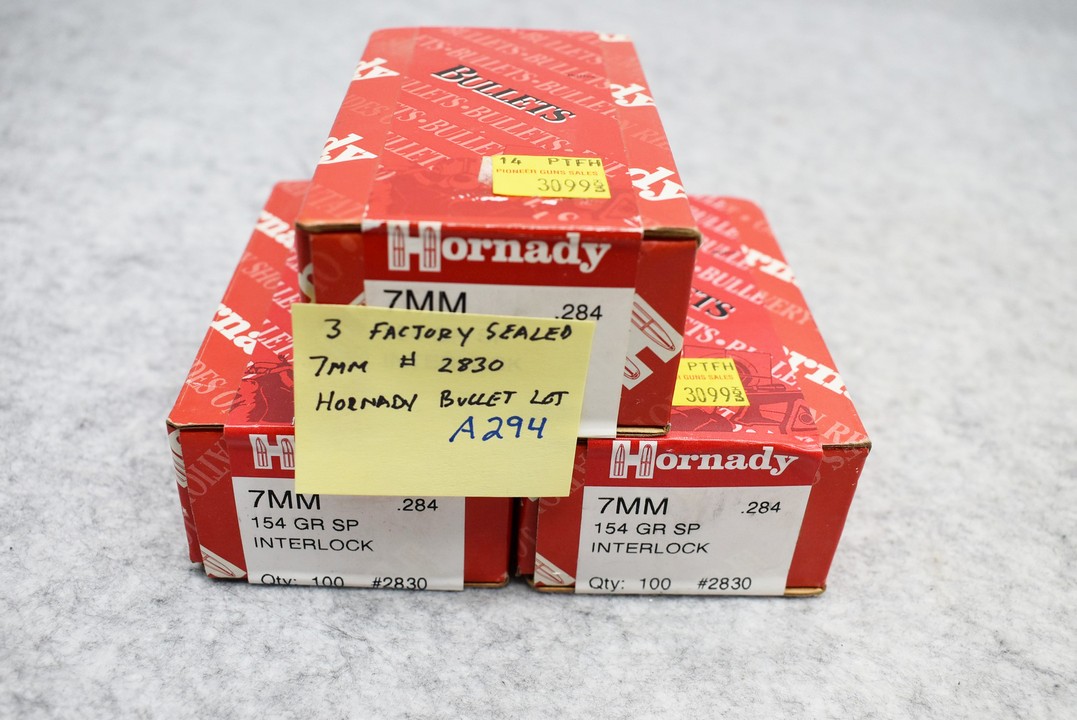 BULLETS
14 PTFH
PIONEER GUNS-SALES
3099
Hornady
7MM .284
3 FACTORY SEALED
7MM # 2830
HORNADY BULLET LOT
A294
PTFH
GUNS SALES
3099
H
7MM .284
154 GR SP
INTERLOCK
Qty: 100 #2830
Hornady
7MM .284
154 GR SP
INTERLOCK
Qty: 100 #2830